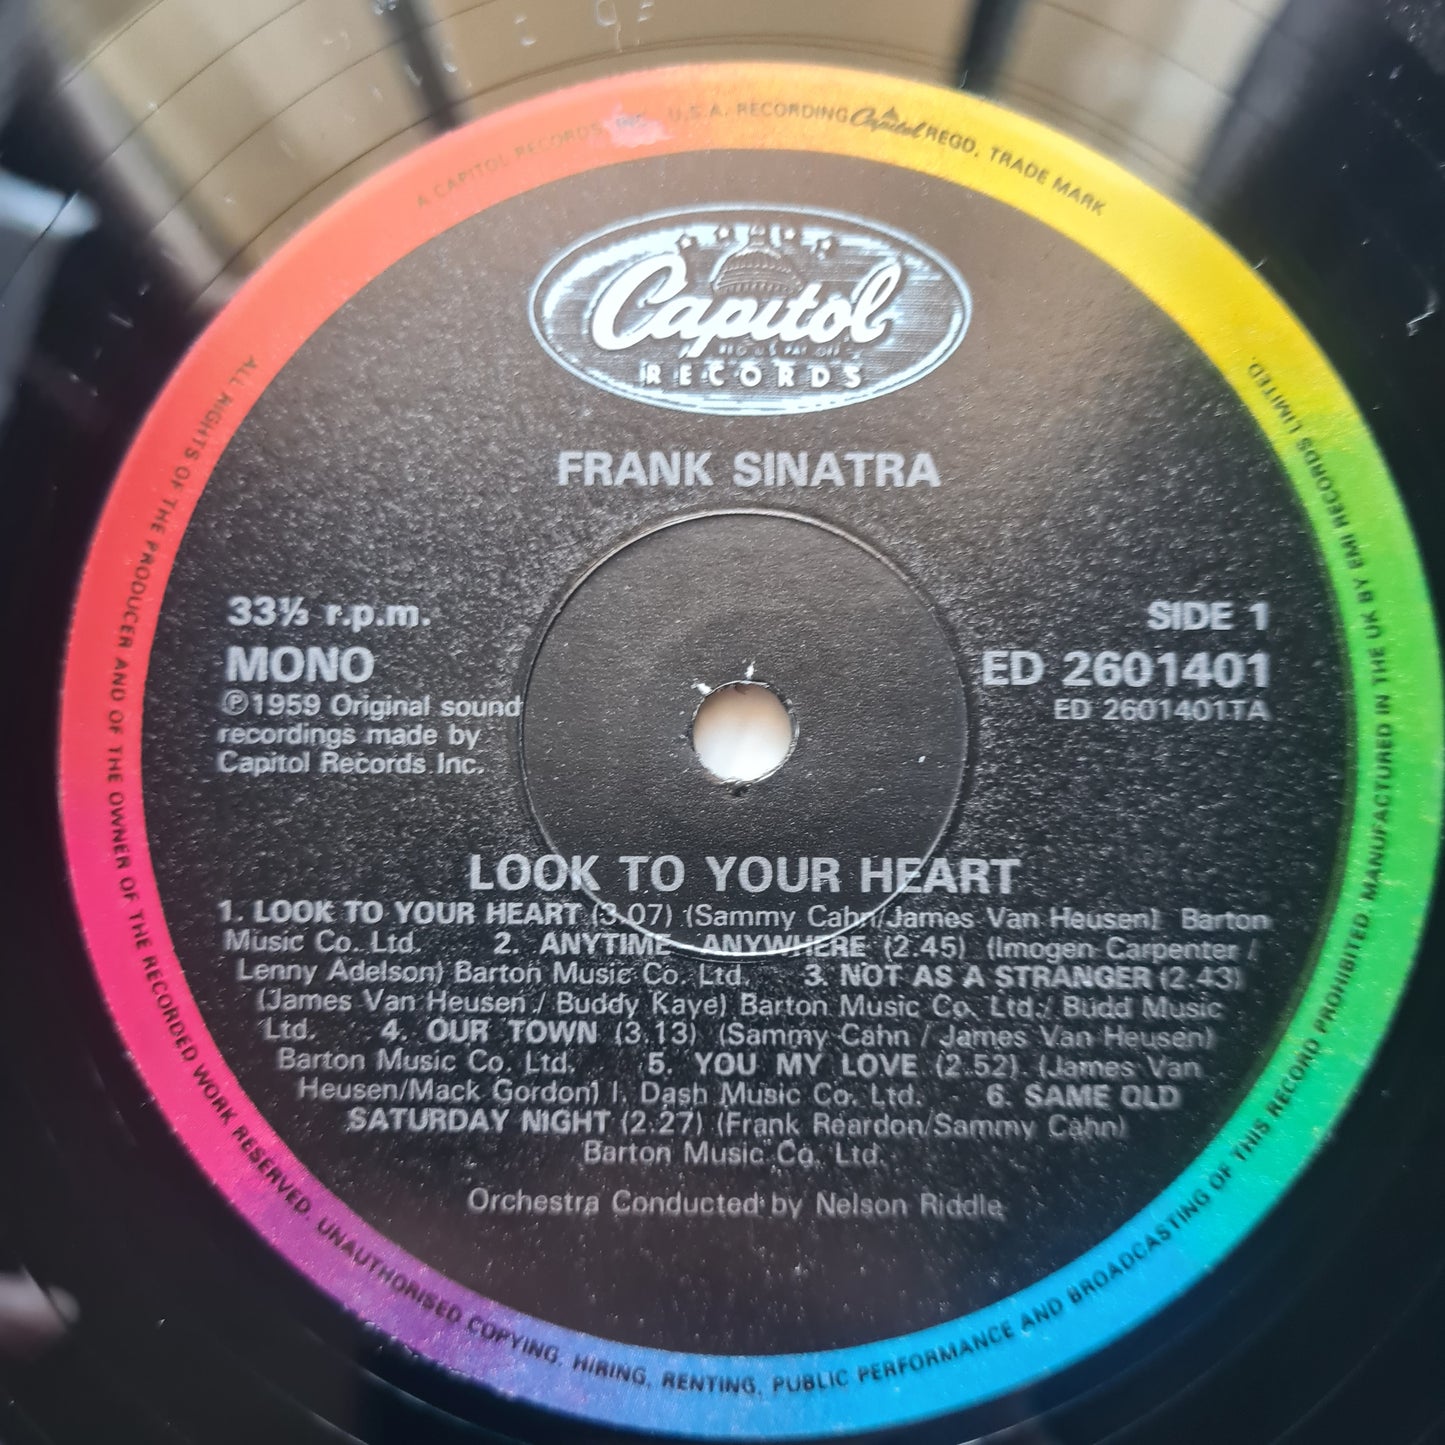 A CAPITOL RECORDS, INC. U.S.A. RECORDING Capitol REGD. TRADE MARK
Capitol
RECORDS
FRANK SINATRA
33⅓ r.p.m.
MONO
Ⓟ1959 Original sound
recordings made by
Capitol Records Inc.
SIDE 1
ED 2601401
ED 2601401TA
LOOK TO YOUR HEART
1. LOOK TO YOUR HEART (3.07) (Sammy Cahn/James Van Heusen) Barton
Music Co. Ltd. 2. ANYTIME ANYWHERE (2.45) (Imogen Carpenter /
Lenny Adelson) Barton Music Co. Ltd. 3. NOT AS A STRANGER (2.43)
(James Van Heusen / Buddy Kaye) Barton Music Co. Ltd./ Budd Music
Ltd. 4. OUR TOWN (3.13) (Sammy Cahn / James Van Heusen)
Barton Music Co. Ltd. 5. YOU MY LOVE (2.52) (James Van
Heusen/Mack Gordon) I. Dash Music Co. Ltd. 6. SAME OLD
SATURDAY NIGHT (2.27) (Frank Reardon/Sammy Cahn)
Barton Music Co. Ltd.
Orchestra Conducted by Nelson Riddle
ALL RIGHTS OF THE PRODUCER AND OF THE OWNER OF THE RECORDED WORK RESERVED. UNAUTHORISED COPYING, HIRING, RENTING, PUBLIC PERFORMANCE AND BROADCASTING OF THIS RECORD PROHIBITED. MANUFACTURED IN THE UK BY EMI RECORDS LIMITED.